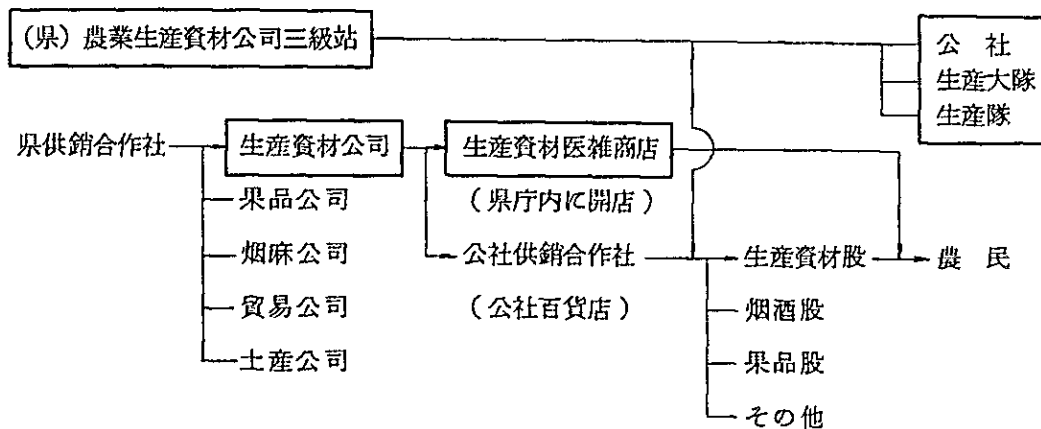 (県)農業生産資材公司三級站
公 社
生産大隊
生産隊
県供銷合作社
生産資材公司
生産資材医雑商店
果品公司
(県庁内に開店)
烟麻公司
公社供銷合作社
生産資材股
農 民
貿易公司
(公社百貨店)
烟酒股
土産公司
果品股
その他